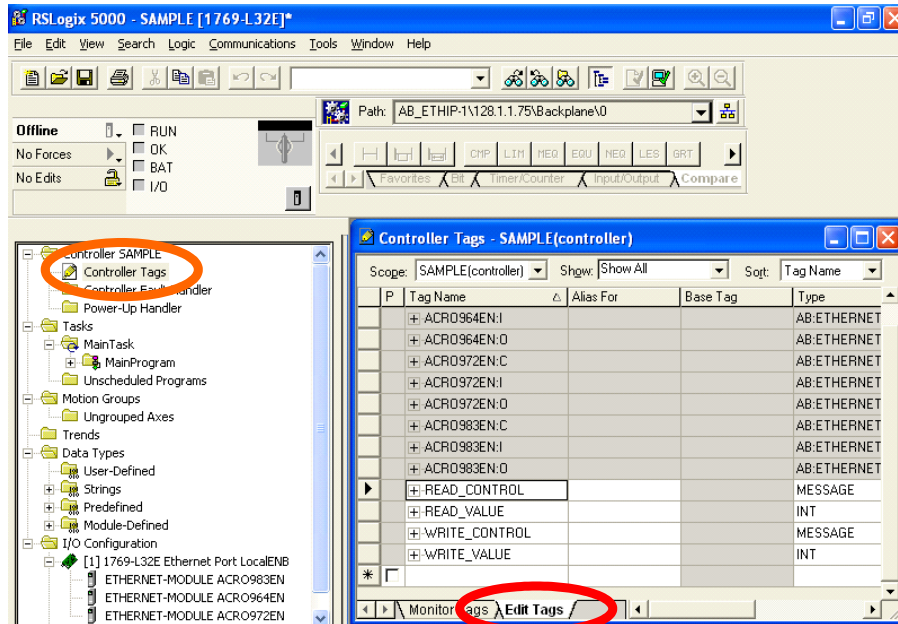 RSLogix 5000 - SAMPLE [1769-L32E]*
File Edit View Search Logic Communications Tools Window Help
Path: AB_ETHIP-1\128.1.1.75\Backplane\0
Offline RUN
No Forces OK
BAT
No Edits I/O
CMP LIM MEQ EQU NEQ LES GRT
Favorites Bit Timer/Counter Input/Output Compare
Controller SAMPLE
Controller Tags
Controller Fault Handler
Power-Up Handler
Tasks
MainTask
MainProgram
Unscheduled Programs
Motion Groups
Ungrouped Axes
Trends
Data Types
User-Defined
Strings
Predefined
Module-Defined
I/O Configuration
[1] 1769-L32E Ethernet Port LocalENB
ETHERNET-MODULE ACRO983EN
ETHERNET-MODULE ACRO964EN
ETHERNET-MODULE ACRO972EN
Controller Tags - SAMPLE(controller)
Scope: SAMPLE(controller) Show: Show All Sort: Tag Name
P Tag Name Alias For Base Tag Type
ACRO964EN:I AB:ETHERNET
ACRO964EN:O AB:ETHERNET
ACRO972EN:C AB:ETHERNET
ACRO972EN:I AB:ETHERNET
ACRO972EN:O AB:ETHERNET
ACRO983EN:C AB:ETHERNET
ACRO983EN:I AB:ETHERNET
ACRO983EN:O AB:ETHERNET
READ_CONTROL MESSAGE
READ_VALUE INT
WRITE_CONTROL MESSAGE
WRITE_VALUE INT
Monitor Tags Edit Tags